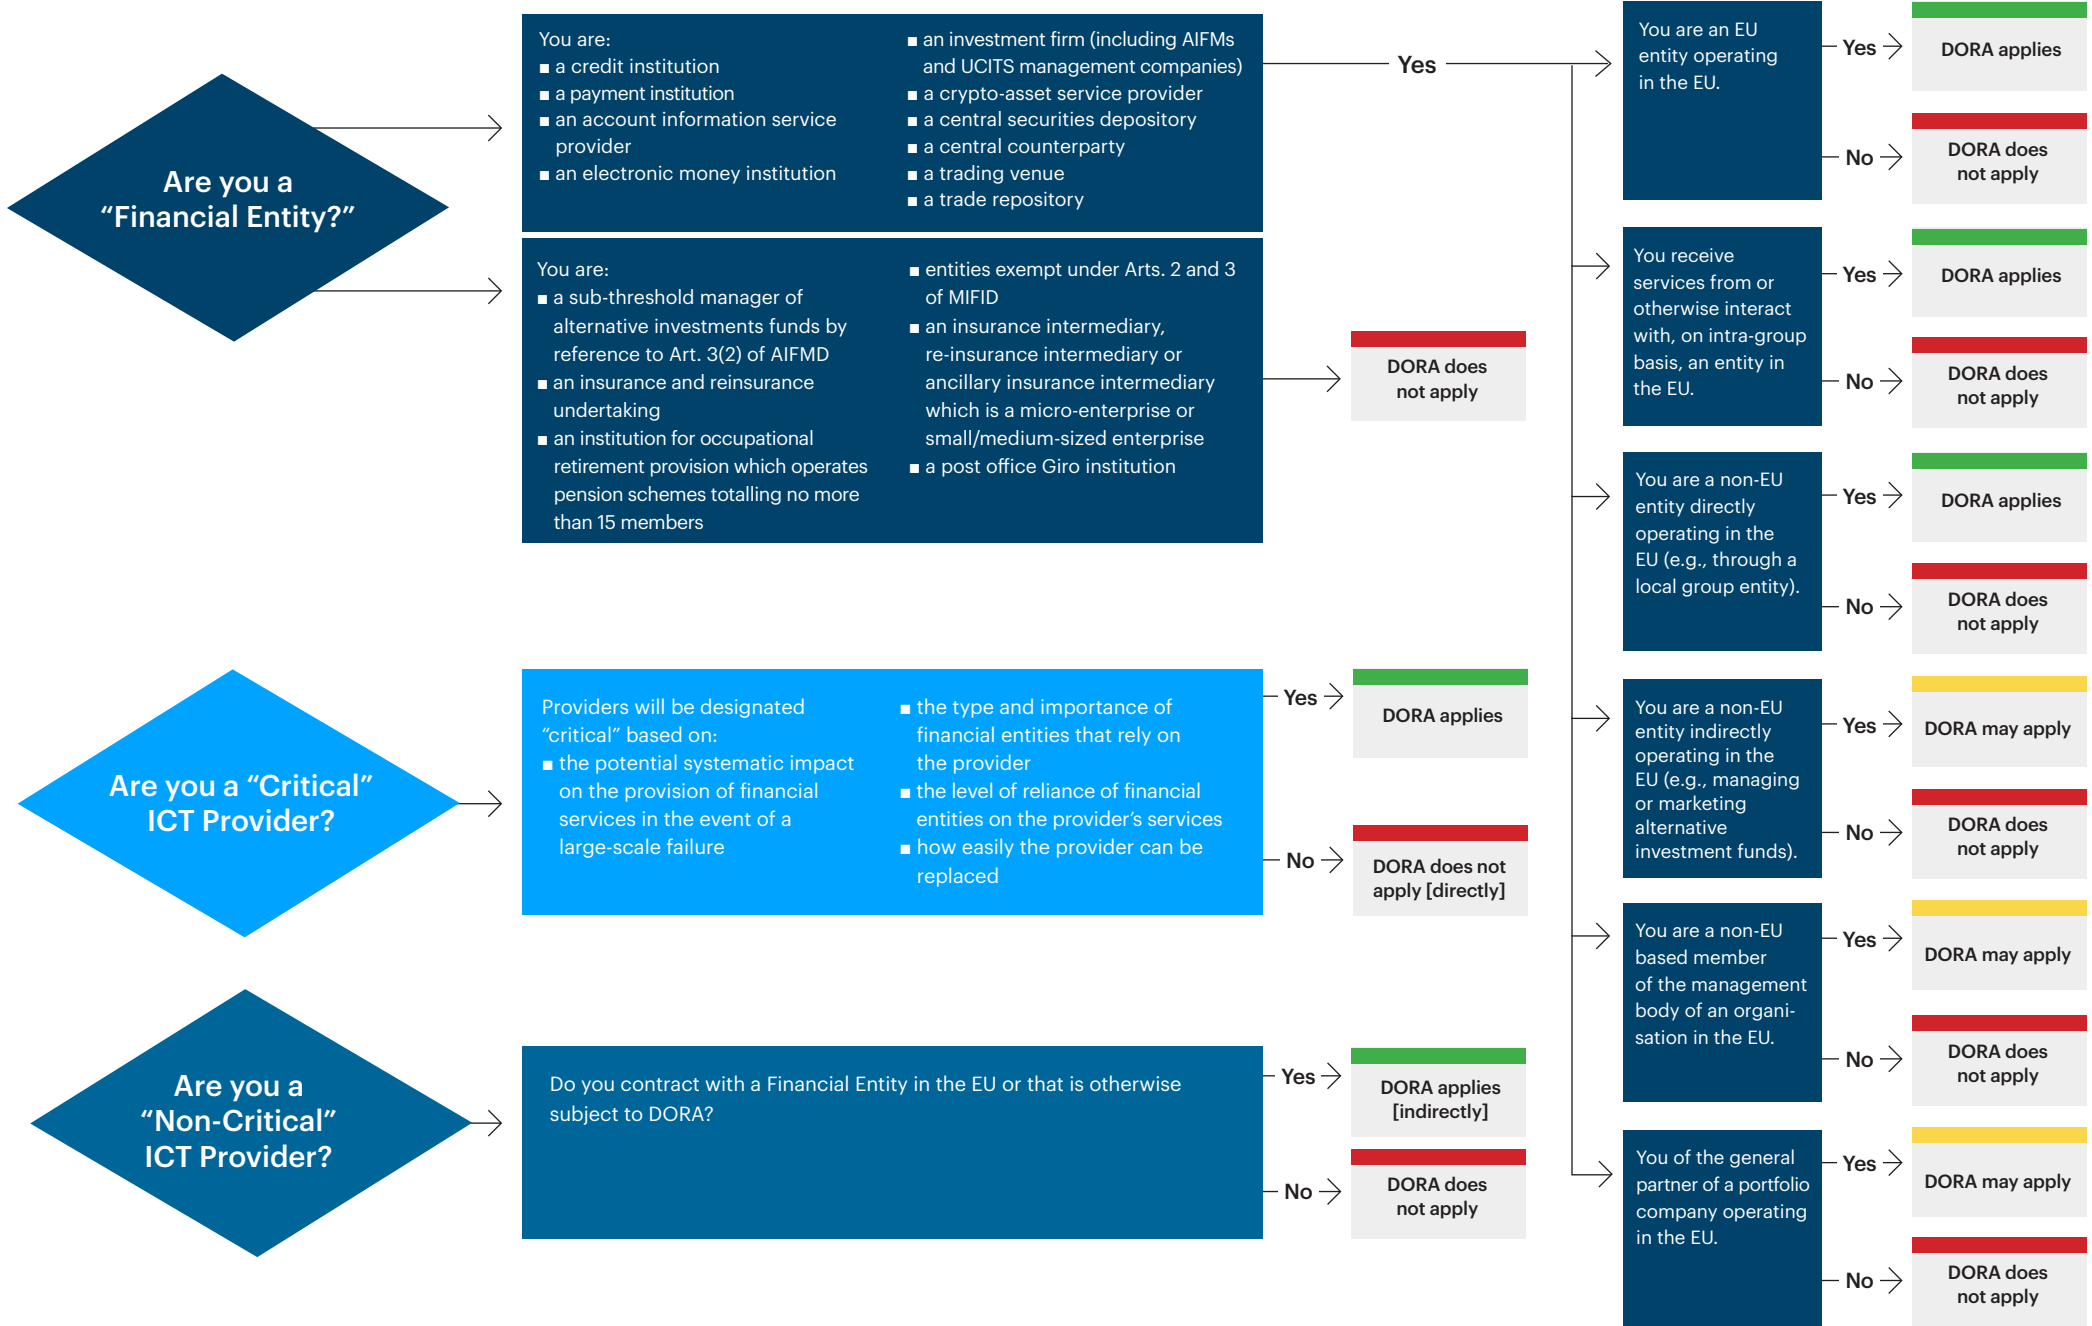 Are you a
“Financial Entity?”
You are:
■ a credit institution
■ a payment institution
■ an account information service
provider
■ an electronic money institution
■ an investment firm (including AIFMs
and UCITS management companies)
■ a crypto-asset service provider
■ a central securities depository
■ a central counterparty
■ a trading venue
■ a trade repository
Yes
You are:
■ a sub-threshold manager of
alternative investments funds by
reference to Art. 3(2) of AIFMD
■ an insurance and reinsurance
undertaking
■ an institution for occupational
retirement provision which operates
pension schemes totalling no more
than 15 members
■ entities exempt under Arts. 2 and 3
of MIFID
■ an insurance intermediary,
re-insurance intermediary or
ancillary insurance intermediary
which is a micro-enterprise or
small/medium-sized enterprise
■ a post office Giro institution
DORA does
not apply
You are an EU
entity operating
in the EU.
Yes
DORA applies
No
DORA does
not apply
You receive
services from or
otherwise interact
with, on intra-group
basis, an entity in
the EU.
Yes
DORA applies
No
DORA does
not apply
You are a non-EU
entity directly
operating in the
EU (e.g., through a
local group entity).
Yes
DORA applies
No
DORA does
not apply
You are a non-EU
entity indirectly
operating in the
EU (e.g., managing
or marketing
alternative
investment funds).
Yes
DORA may apply
No
DORA does
not apply
You are a non-EU
based member
of the management
body of an organi-
sation in the EU.
Yes
DORA may apply
No
DORA does
not apply
You of the general
partner of a portfolio
company operating
in the EU.
Yes
DORA may apply
No
DORA does
not apply
Are you a “Critical”
ICT Provider?
Providers will be designated
“critical” based on:
■ the potential systematic impact
on the provision of financial
services in the event of a
large-scale failure
■ the type and importance of
financial entities that rely on
the provider
■ the level of reliance of financial
entities on the provider’s services
■ how easily the provider can be
replaced
Yes
DORA applies
No
DORA does not
apply [directly]
Are you a
“Non-Critical”
ICT Provider?
Do you contract with a Financial Entity in the EU or that is otherwise
subject to DORA?
Yes
DORA applies
[indirectly]
No
DORA does
not apply